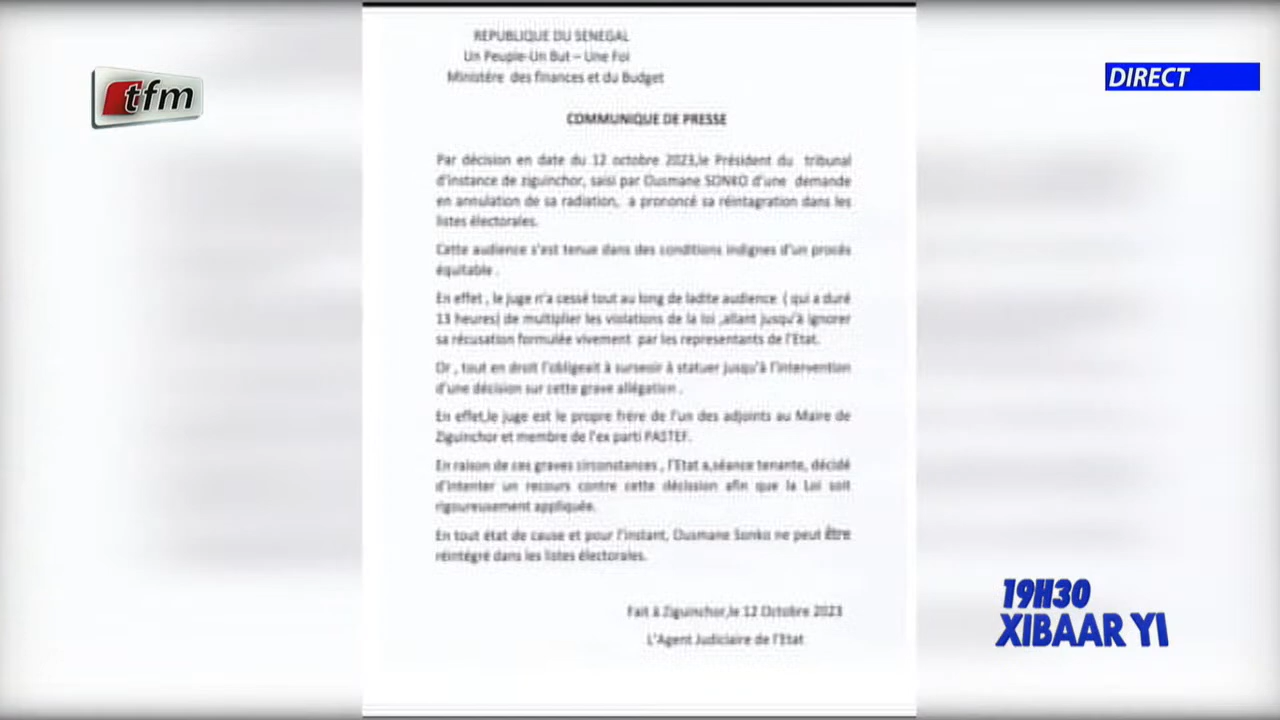 tfm
DIRECT
REPUBLIQUE DU SENEGAL
Un Peuple-Un But – Une Foi
Ministére des finances et du Budget
COMMUNIQUE DE PRESSE
Par décision en date du 12 octobre 2023,le Président du tribunal
d'instance de ziguinchor, saisi par Ousmane SONKO d'une demande
en annulation de sa radiation, a prononcé sa réintagration dans les
listes électorales.
Cette audience s'est tenue dans des conditions indignes d'un procés
équitable .
En effet , le juge n'a cessé tout au long de ladite audience ( qui a duré
13 heures) de multiplier les violations de la loi ,allant jusqu'à ignorer
sa récusation formulée vivement par les representants de l'Etat.
Or , tout en droit l'obligeait à surseoir à statuer jusqu'à l'intervention
d'une décision sur cette grave allégation .
En effet,le juge est le propre frére de l'un des adjoints au Maire de
Ziguinchor et membre de l'ex parti PASTEF.
En raison de ces graves circonstances , l'Etat a,séance tenante, décidé
d'intenter un recours contre cette décission afin que la Loi soit
rigoureusement appliquée.
En tout état de cause et pour l'instant, Ousmane Sonko ne peut être
réintégré dans les listes électorales.
Fait à Ziguinchor,le 12 Octobre 2023
L'Agent Judiciaire de l'Etat
19H30
XIBAAR YI